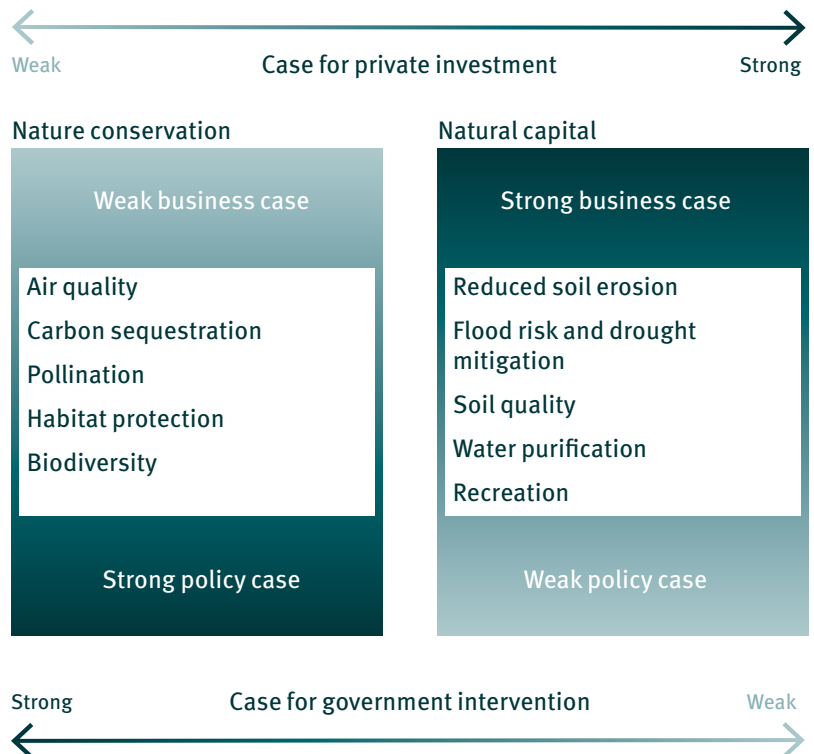 Weak Case for private investment Strong
Nature conservation
Weak business case
Air quality
Carbon sequestration
Pollination
Habitat protection
Biodiversity
Strong policy case
Natural capital
Strong business case
Reduced soil erosion
Flood risk and drought
mitigation
Soil quality
Water purification
Recreation
Weak policy case
Strong Case for government intervention Weak